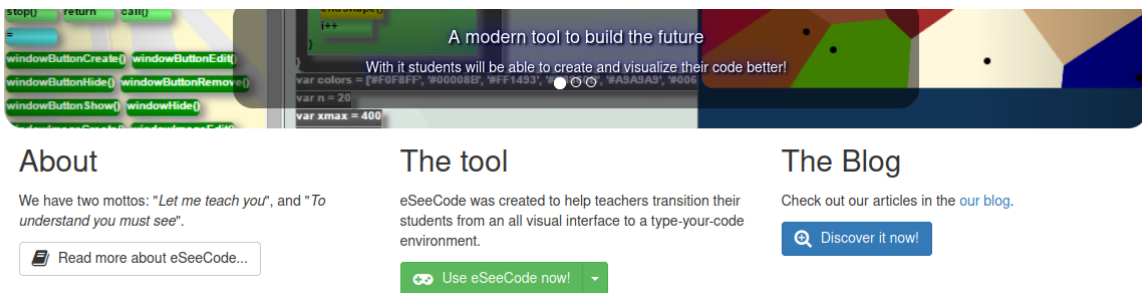 stop() return call()
endShape()
i++
=
}
windowButtonCreate() windowButtonEdit()
windowButtonHide() windowButtonRemove()
windowButtonShow() windowHide()
}
var colors = ['#F0F8FF', '#00008B', '#FF1493', '#A9A9A9', '#006
var n = 20
var xmax = 400
A modern tool to build the future
With it students will be able to create and visualize their code better!
About
We have two mottos: "Let me teach you", and "To
understand you must see".
Read more about eSeeCode...
The tool
eSeeCode was created to help teachers transition their
students from an all visual interface to a type-your-code
environment.
Use eSeeCode now!
The Blog
Check out our articles in the our blog.
Discover it now!